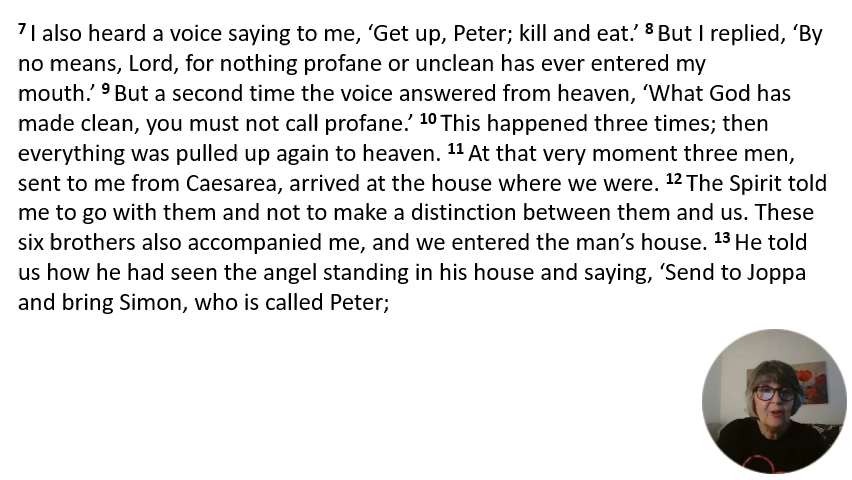 7 I also heard a voice saying to me, ‘Get up, Peter; kill and eat.’ 8 But I replied, ‘By
no means, Lord, for nothing profane or unclean has ever entered my
mouth.’ 9 But a second time the voice answered from heaven, ‘What God has
made clean, you must not call profane.’ 10 This happened three times; then
everything was pulled up again to heaven. 11 At that very moment three men,
sent to me from Caesarea, arrived at the house where we were. 12 The Spirit told
me to go with them and not to make a distinction between them and us. These
six brothers also accompanied me, and we entered the man’s house. 13 He told
us how he had seen the angel standing in his house and saying, ‘Send to Joppa
and bring Simon, who is called Peter;